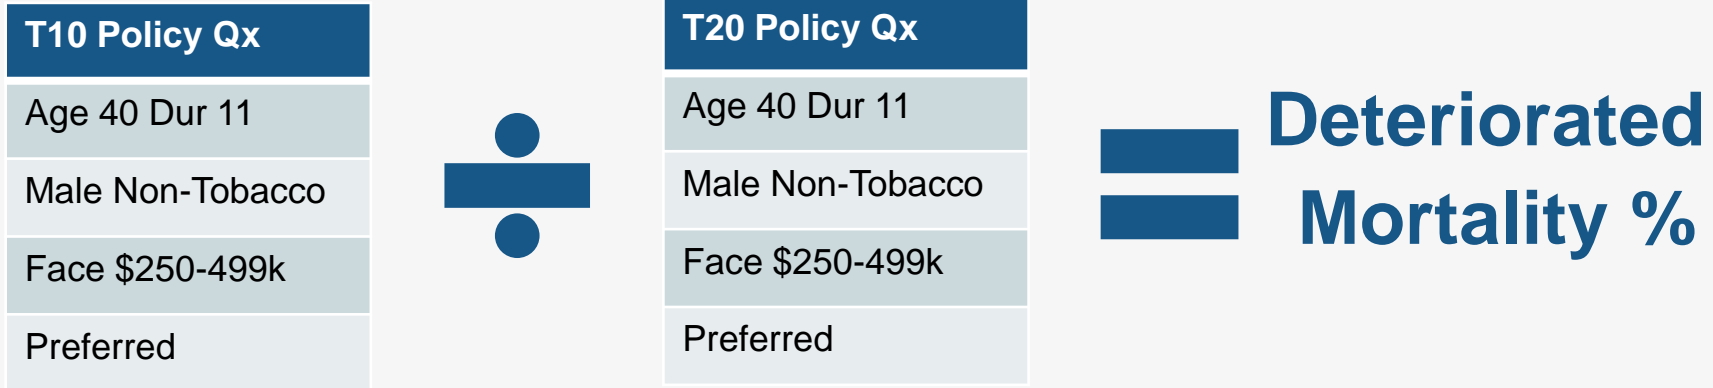 T10 Policy Qx
Age 40 Dur 11
Male Non-Tobacco
Face $250-499k
Preferred
T20 Policy Qx
Age 40 Dur 11
Male Non-Tobacco
Face $250-499k
Preferred
Deteriorated
Mortality %